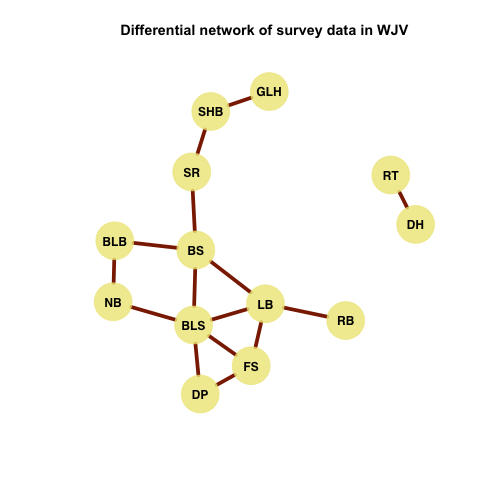 Differential network of survey data in WJV
GLH
SHB
SR
RT
DH
BLB
BS
NB
LB
BLS
RB
FS
DP